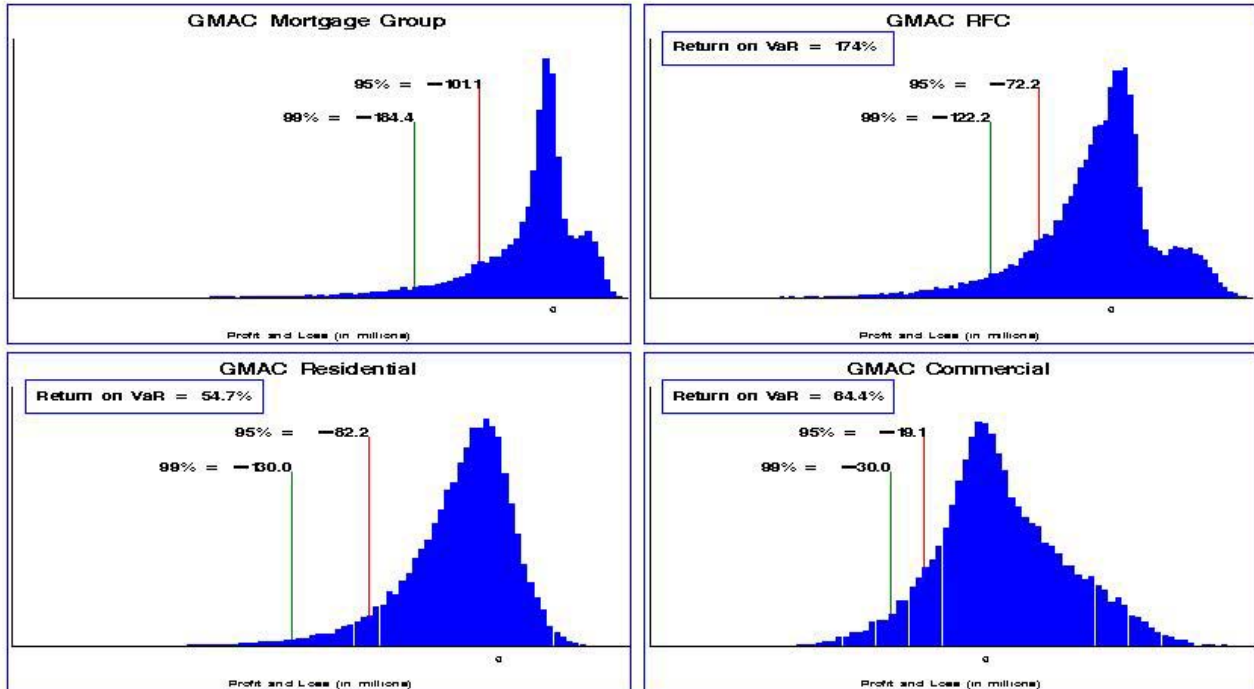 GMAC Mortgage Group
95% = -101.1
99% = -184.4
0
Profit and Loss (in millions)
GMAC RFC
Return on VaR = 174%
95% = -72.2
99% = -122.2
0
Profit and Loss (in millions)
GMAC Residential
Return on VaR = 54.7%
95% = -82.2
99% = -130.0
0
Profit and Loss (in millions)
GMAC Commercial
Return on VaR = 64.4%
95% = -19.1
99% = -30.0
0
Profit and Loss (in millions)